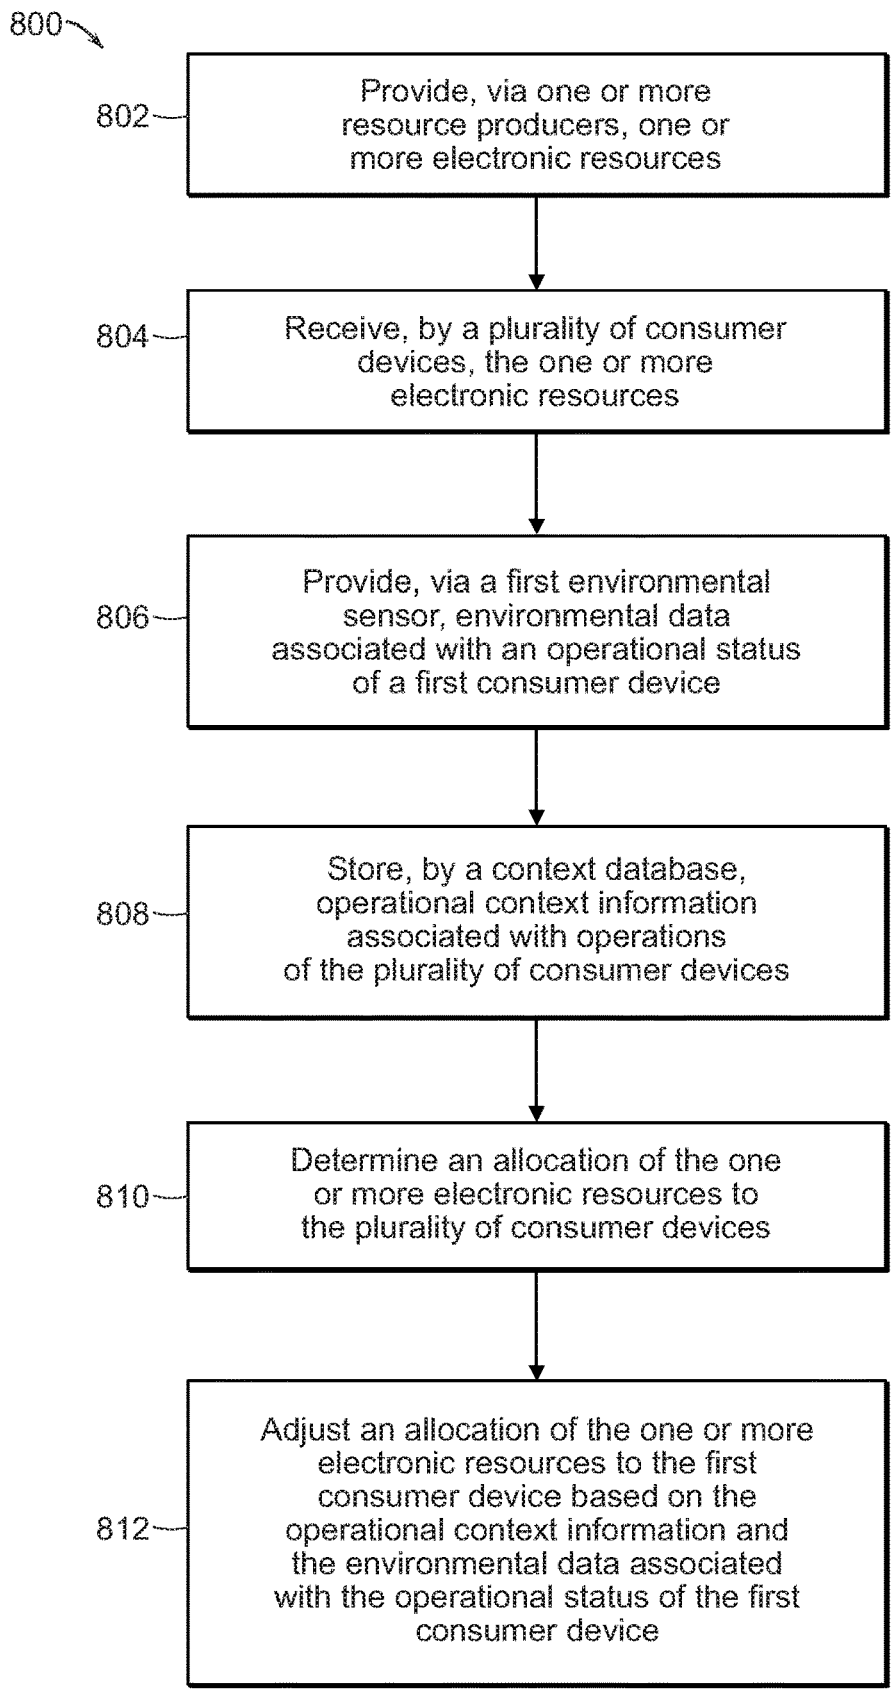 800
802
Provide, via one or more
resource producers, one or
more electronic resources
804
Receive, by a plurality of consumer
devices, the one or more
electronic resources
806
Provide, via a first environmental
sensor, environmental data
associated with an operational status
of a first consumer device
808
Store, by a context database,
operational context information
associated with operations
of the plurality of consumer devices
810
Determine an allocation of the one
or more electronic resources to
the plurality of consumer devices
812
Adjust an allocation of the one or more
electronic resources to the first
consumer device based on the
operational context information and
the environmental data associated
with the operational status of the first
consumer device